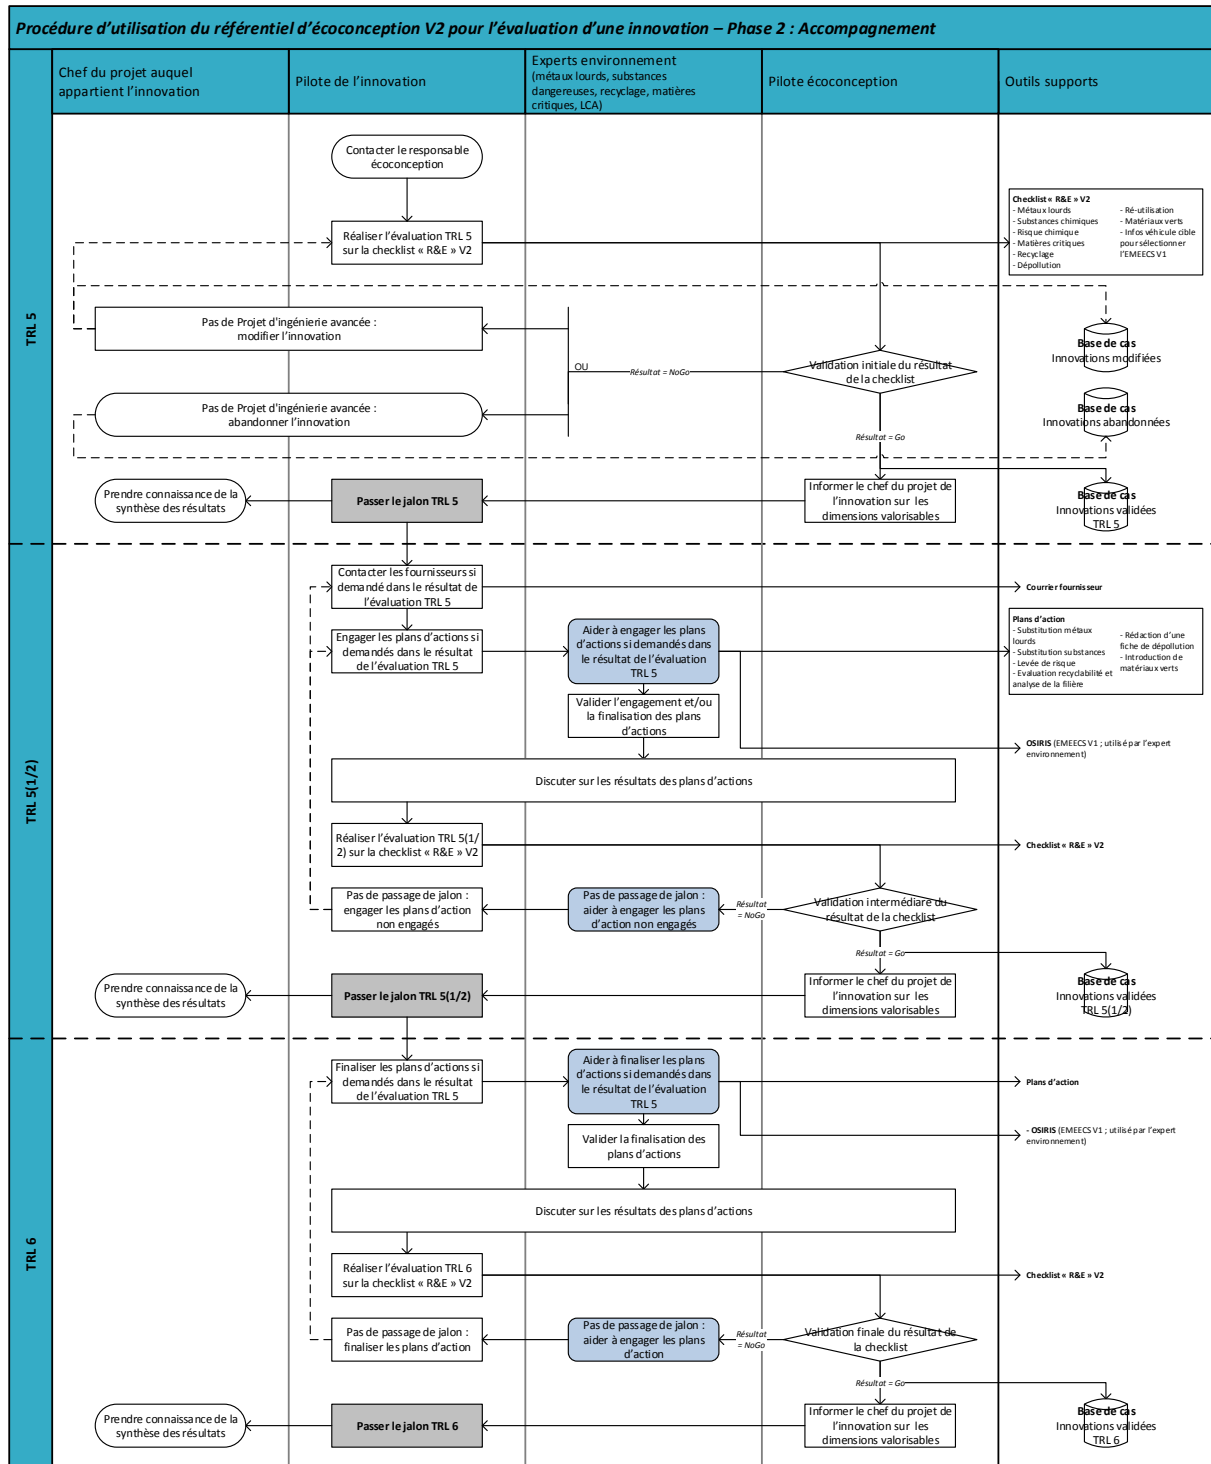 Procédure d'utilisation du référentiel d'écoconception V2 pour l'évaluation d'une innovation – Phase 2 : Accompagnement
Chef du projet auquel
appartient l'innovation
Pilote de l'innovation
Experts environnement
(métaux lourds, substances
dangereuses, recyclage, matières
critiques, LCA)
Pilote écoconception
Outils supports
TRL 5
Contacter le responsable
écoconception
Réaliser l'évaluation TRL 5
sur la checklist « R&E » V2
Checklist « R&E » V2
- Métaux lourds
- Substances chimiques
- Risque chimique
- Matières critiques
- Recyclage
- Dépollution
- Ré-utilisation
- Matériaux verts
- Infos véhicule cible
pour sélectionner
l'EMEECS V1
Pas de Projet d'ingénierie avancée :
modifier l'innovation
OU
Résultat = NoGo
Validation initiale du résultat
de la checklist
Base de cas
Innovations modifiées
Pas de Projet d'ingénierie avancée :
abandonner l'innovation
Résultat = Go
Base de cas
Innovations abandonnées
Prendre connaissance de la
synthèse des résultats
Passer le jalon TRL 5
Informer le chef du projet de
l'innovation sur les
dimensions valorisables
Base de cas
Innovations validées
TRL 5
TRL 5(1/2)
Contacter les fournisseurs si
demandé dans le résultat de
l'évaluation TRL 5
Courrier fournisseur
Engager les plans d'actions si
demandés dans le résultat
de l'évaluation TRL 5
Aider à engager les plans
d'actions si demandés dans
le résultat de l'évaluation
TRL 5
Plans d'action
- Substitution métaux
lourds
- Substitution substances
- Levée de risque
- Evaluation recyclabilité et
analyse de la filière
- Rédaction d'une
fiche de dépollution
- Introduction de
matériaux verts
Valider l'engagement et/ou
la finalisation des plans
d'actions
OSIRIS (EMEECS V1 ; utilisé par l'expert
environnement)
Discuter sur les résultats des plans d'actions
Réaliser l'évaluation TRL 5(1/
2) sur la checklist « R&E » V2
Checklist « R&E » V2
Pas de passage de jalon :
engager les plans d'action
non engagés
Pas de passage de jalon :
aider à engager les plans
d'action non engagés
Résultat
= NoGo
Validation intermédiare du
résultat de la checklist
Résultat = Go
Prendre connaissance de la
synthèse des résultats
Passer le jalon TRL 5(1/2)
Informer le chef du projet de
l'innovation sur les
dimensions valorisables
Base de cas
Innovations validées
TRL 5(1/2)
TRL 6
Finaliser les plans d'actions si
demandés dans le résultat
de l'évaluation TRL 5
Aider à finaliser les plans
d'actions si demandés dans
le résultat de l'évaluation
TRL 5
Plans d'action
Valider la finalisation des
plans d'actions
- OSIRIS (EMEECS V1 ; utilisé par l'expert
environnement)
Discuter sur les résultats des plans d'actions
Réaliser l'évaluation TRL 6
sur la checklist « R&E » V2
Checklist « R&E » V2
Pas de passage de jalon :
finaliser les plans d'action
Pas de passage de jalon :
aider à engager les plans
d'action
Résultat
= NoGo
Validation finale du résultat de
la checklist
Résultat = Go
Prendre connaissance de la
synthèse des résultats
Passer le jalon TRL 6
Informer le chef du projet de
l'innovation sur les
dimensions valorisables
Base de cas
Innovations validées
TRL 6